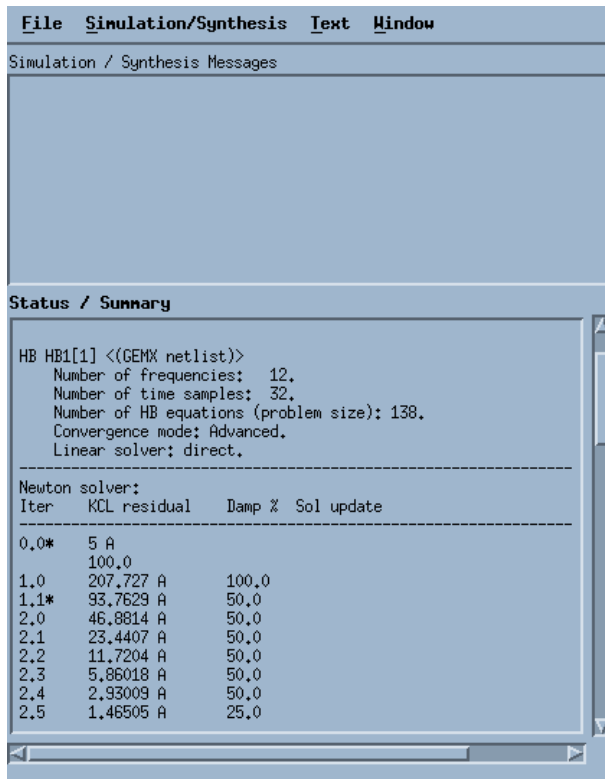 File Simulation/Synthesis Text Window
Simulation / Synthesis Messages
Status / Summary
HB HB1[1] <(GEMX netlist)>
Number of frequencies: 12.
Number of time samples: 32.
Number of HB equations (problem size): 138.
Convergence mode: Advanced.
Linear solver: direct.
--------------------------------------------------------------------------------
Newton solver:
Iter KCL residual Damp % Sol update
--------------------------------------------------------------------------------
0.0* 5 A
100.0
1.0 207.727 A 100.0
1.1* 93.7629 A 50.0
2.0 46.8814 A 50.0
2.1 23.4407 A 50.0
2.2 11.7204 A 50.0
2.3 5.86018 A 50.0
2.4 2.93009 A 50.0
2.5 1.46505 A 25.0